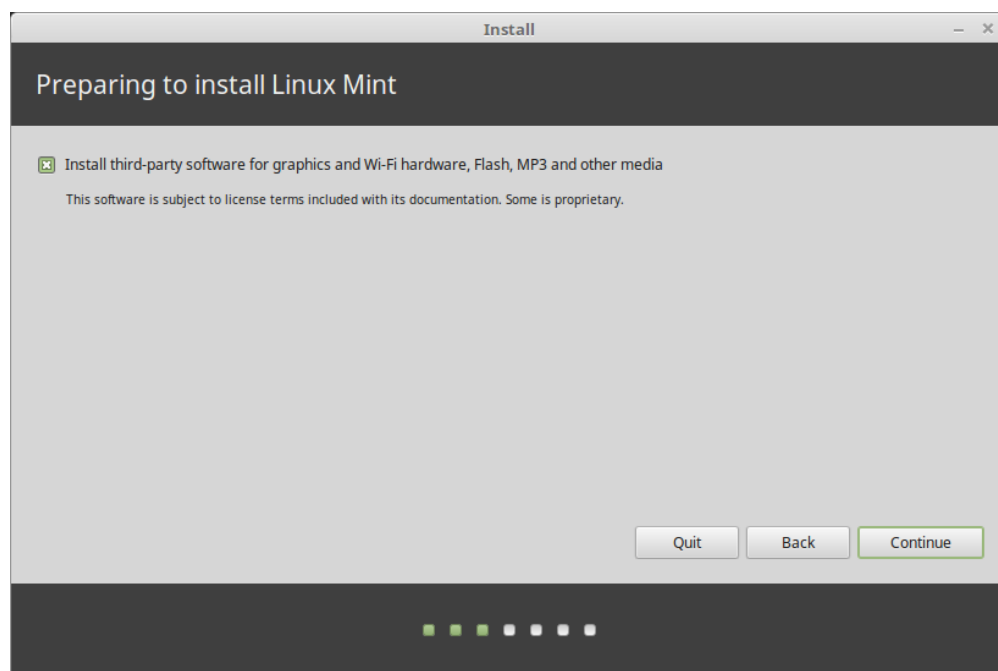 Install
Preparing to install Linux Mint
Install third-party software for graphics and Wi-Fi hardware, Flash, MP3 and other media
This software is subject to license terms included with its documentation. Some is proprietary.
Quit
Back
Continue